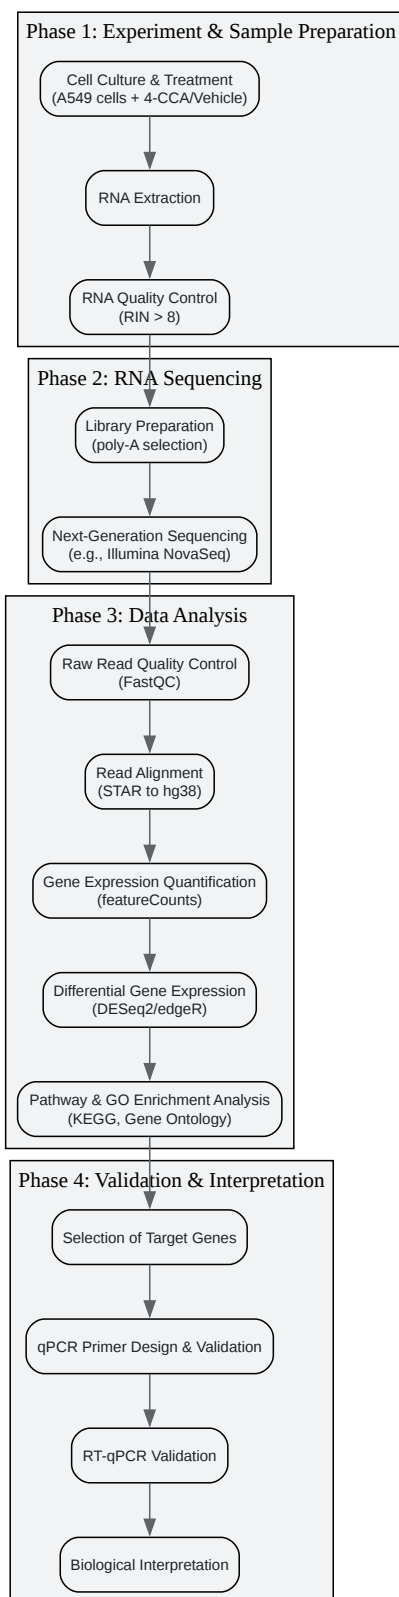 Phase 1: Experiment & Sample Preparation
Cell Culture & Treatment
(A549 cells + 4-CCA/Vehicle)
RNA Extraction
RNA Quality Control
(RIN > 8)
Phase 2: RNA Sequencing
Library Preparation
(poly-A selection)
Next-Generation Sequencing
(e.g., Illumina NovaSeq)
Phase 3: Data Analysis
Raw Read Quality Control
(FastQC)
Read Alignment
(STAR to hg38)
Gene Expression Quantification
(featureCounts)
Differential Gene Expression
(DESeq2/edgeR)
Pathway & GO Enrichment Analysis
(KEGG, Gene Ontology)
Phase 4: Validation & Interpretation
Selection of Target Genes
qPCR Primer Design & Validation
RT-qPCR Validation
Biological Interpretation